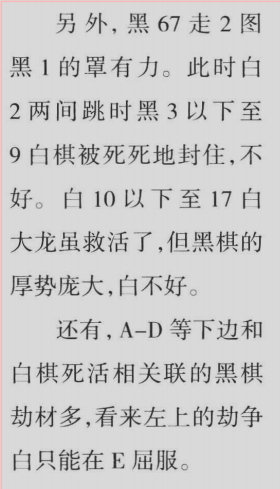 另外，黑 67 走 2 图
黑 1 的罩有力。此时白
2 两间跳时黑 3 以下至
9 白棋被死死地封住，不
好。白 10 以下至 17 白
大龙虽救活了，但黑棋的
厚势庞大，白不好。
还有，A-D 等下边和
白棋死活相关联的黑棋
劫材多，看来左上的劫争
白只能在 E 屈服。